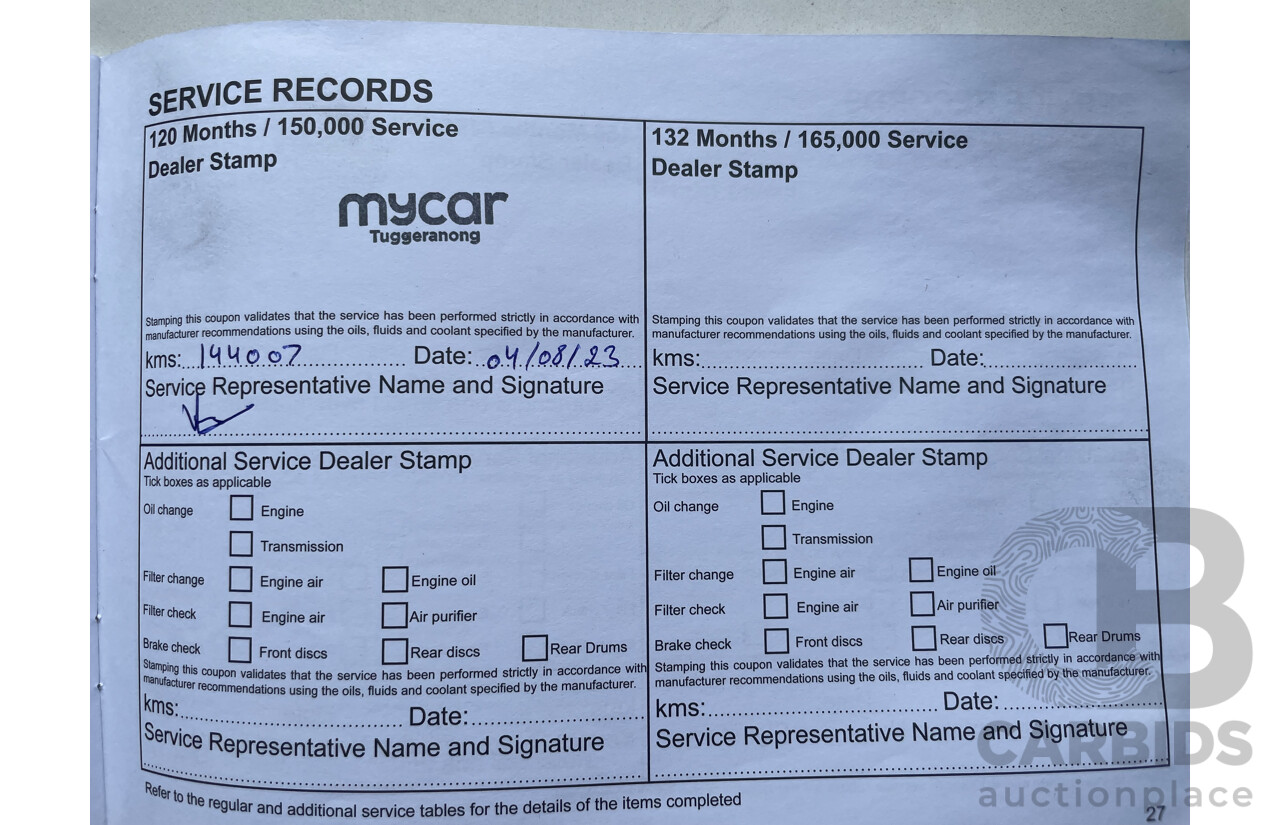 SERVICE RECORDS
120 Months / 150,000 Service
Dealer Stamp
mycar
Tuggeranong
Stamping this coupon validates that the service has been performed strictly in accordance with
manufacturer recommendations using the oils, fluids and coolant specified by the manufacturer.
kms: 144007 Date: 04/08/23
Service Representative Name and Signature
132 Months / 165,000 Service
Dealer Stamp
Stamping this coupon validates that the service has been performed strictly in accordance with
manufacturer recommendations using the oils, fluids and coolant specified by the manufacturer.
kms: Date:
Service Representative Name and Signature
Additional Service Dealer Stamp
Tick boxes as applicable
Oil change Engine
Transmission
Filter change Engine air Engine oil
Filter check Engine air Air purifier
Brake check Front discs Rear discs Rear Drums
Stamping this coupon validates that the service has been performed strictly in accordance with
manufacturer recommendations using the oils, fluids and coolant specified by the manufacturer.
kms: Date:
Service Representative Name and Signature
Additional Service Dealer Stamp
Tick boxes as applicable
Oil change Engine
Transmission
Filter change Engine air Engine oil
Filter check Engine air Air purifier
Brake check Front discs Rear discs Rear Drums
Stamping this coupon validates that the service has been performed strictly in accordance with
manufacturer recommendations using the oils, fluids and coolant specified by the manufacturer.
kms: Date:
Service Representative Name and Signature
Refer to the regular and additional service tables for the details of the items completed
27
CB
CARBIDS
auctionplace